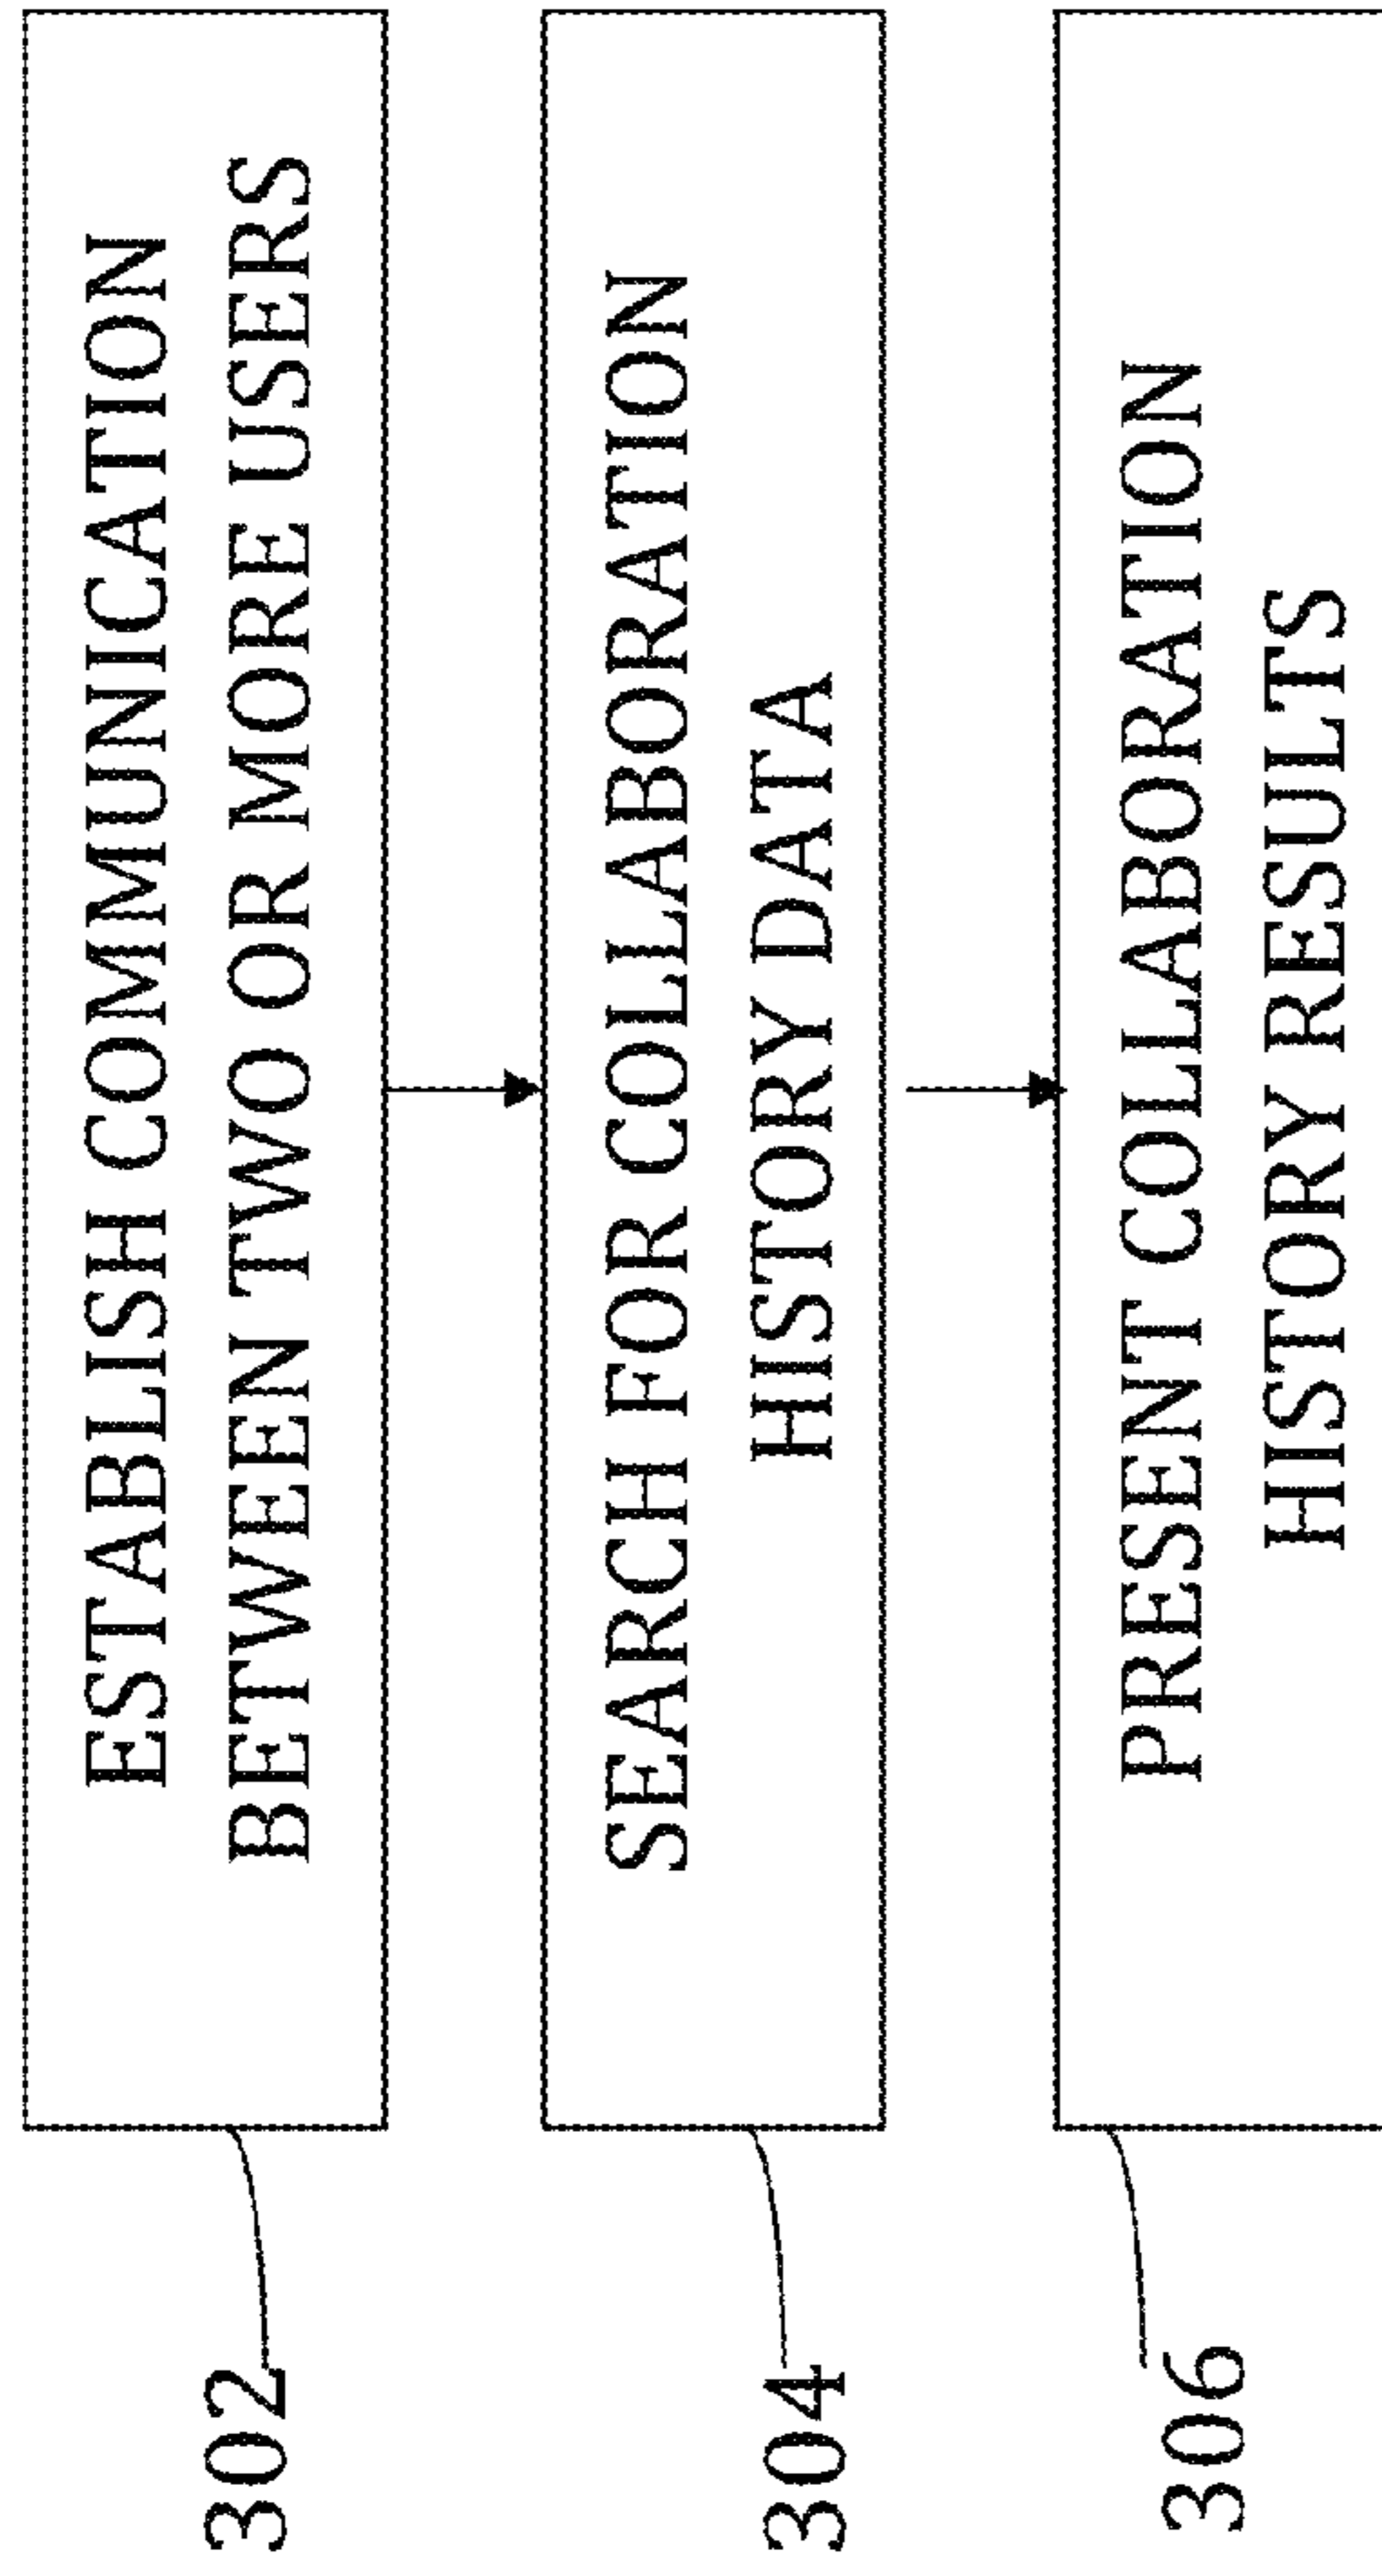 302
ESTABLISH COMMUNICATION
BETWEEN TWO OR MORE USERS
304
SEARCH FOR COLLABORATION
HISTORY DATA
306
PRESENT COLLABORATION
HISTORY RESULTS